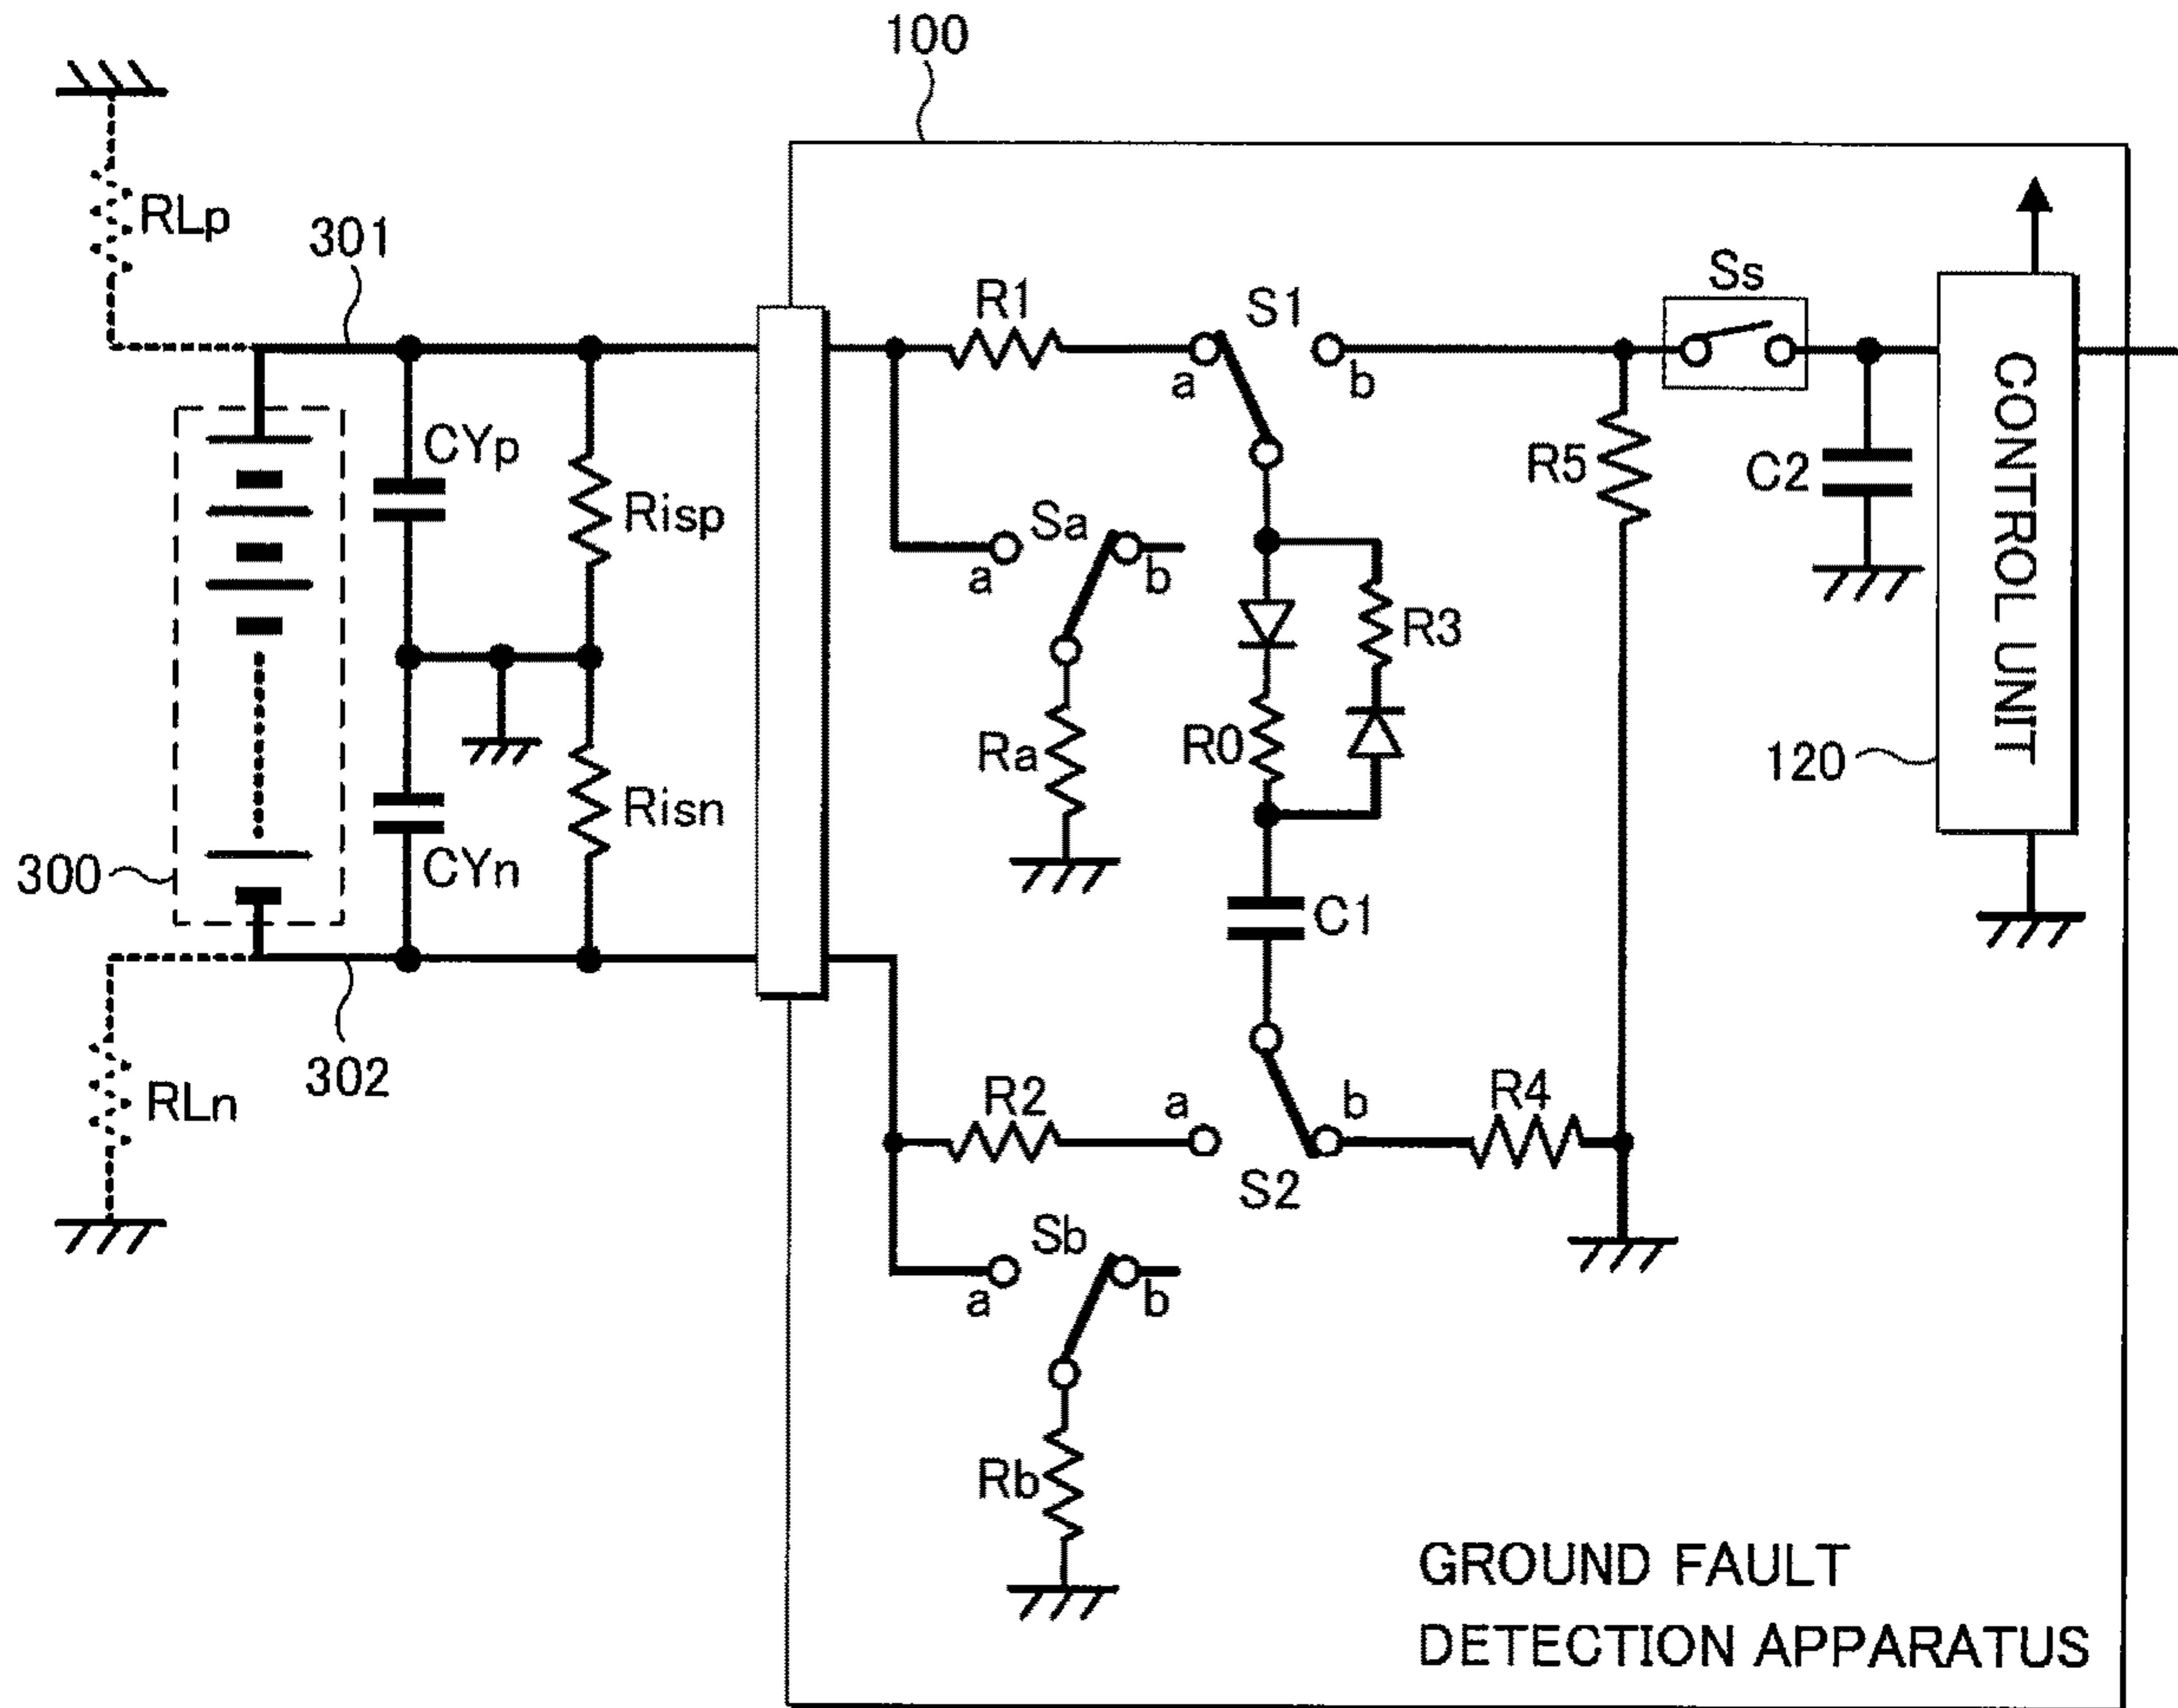 100
RLp
301
R1
S1
Ss
a
b
CYp
Risp
Sa
a
b
R5
C2
CONTROL UNIT
R3
Ra
R0
120
Risn
300
CYn
C1
302
RLn
R2
a
b
R4
S2
Sb
a
b
Rb
GROUND FAULT
DETECTION APPARATUS